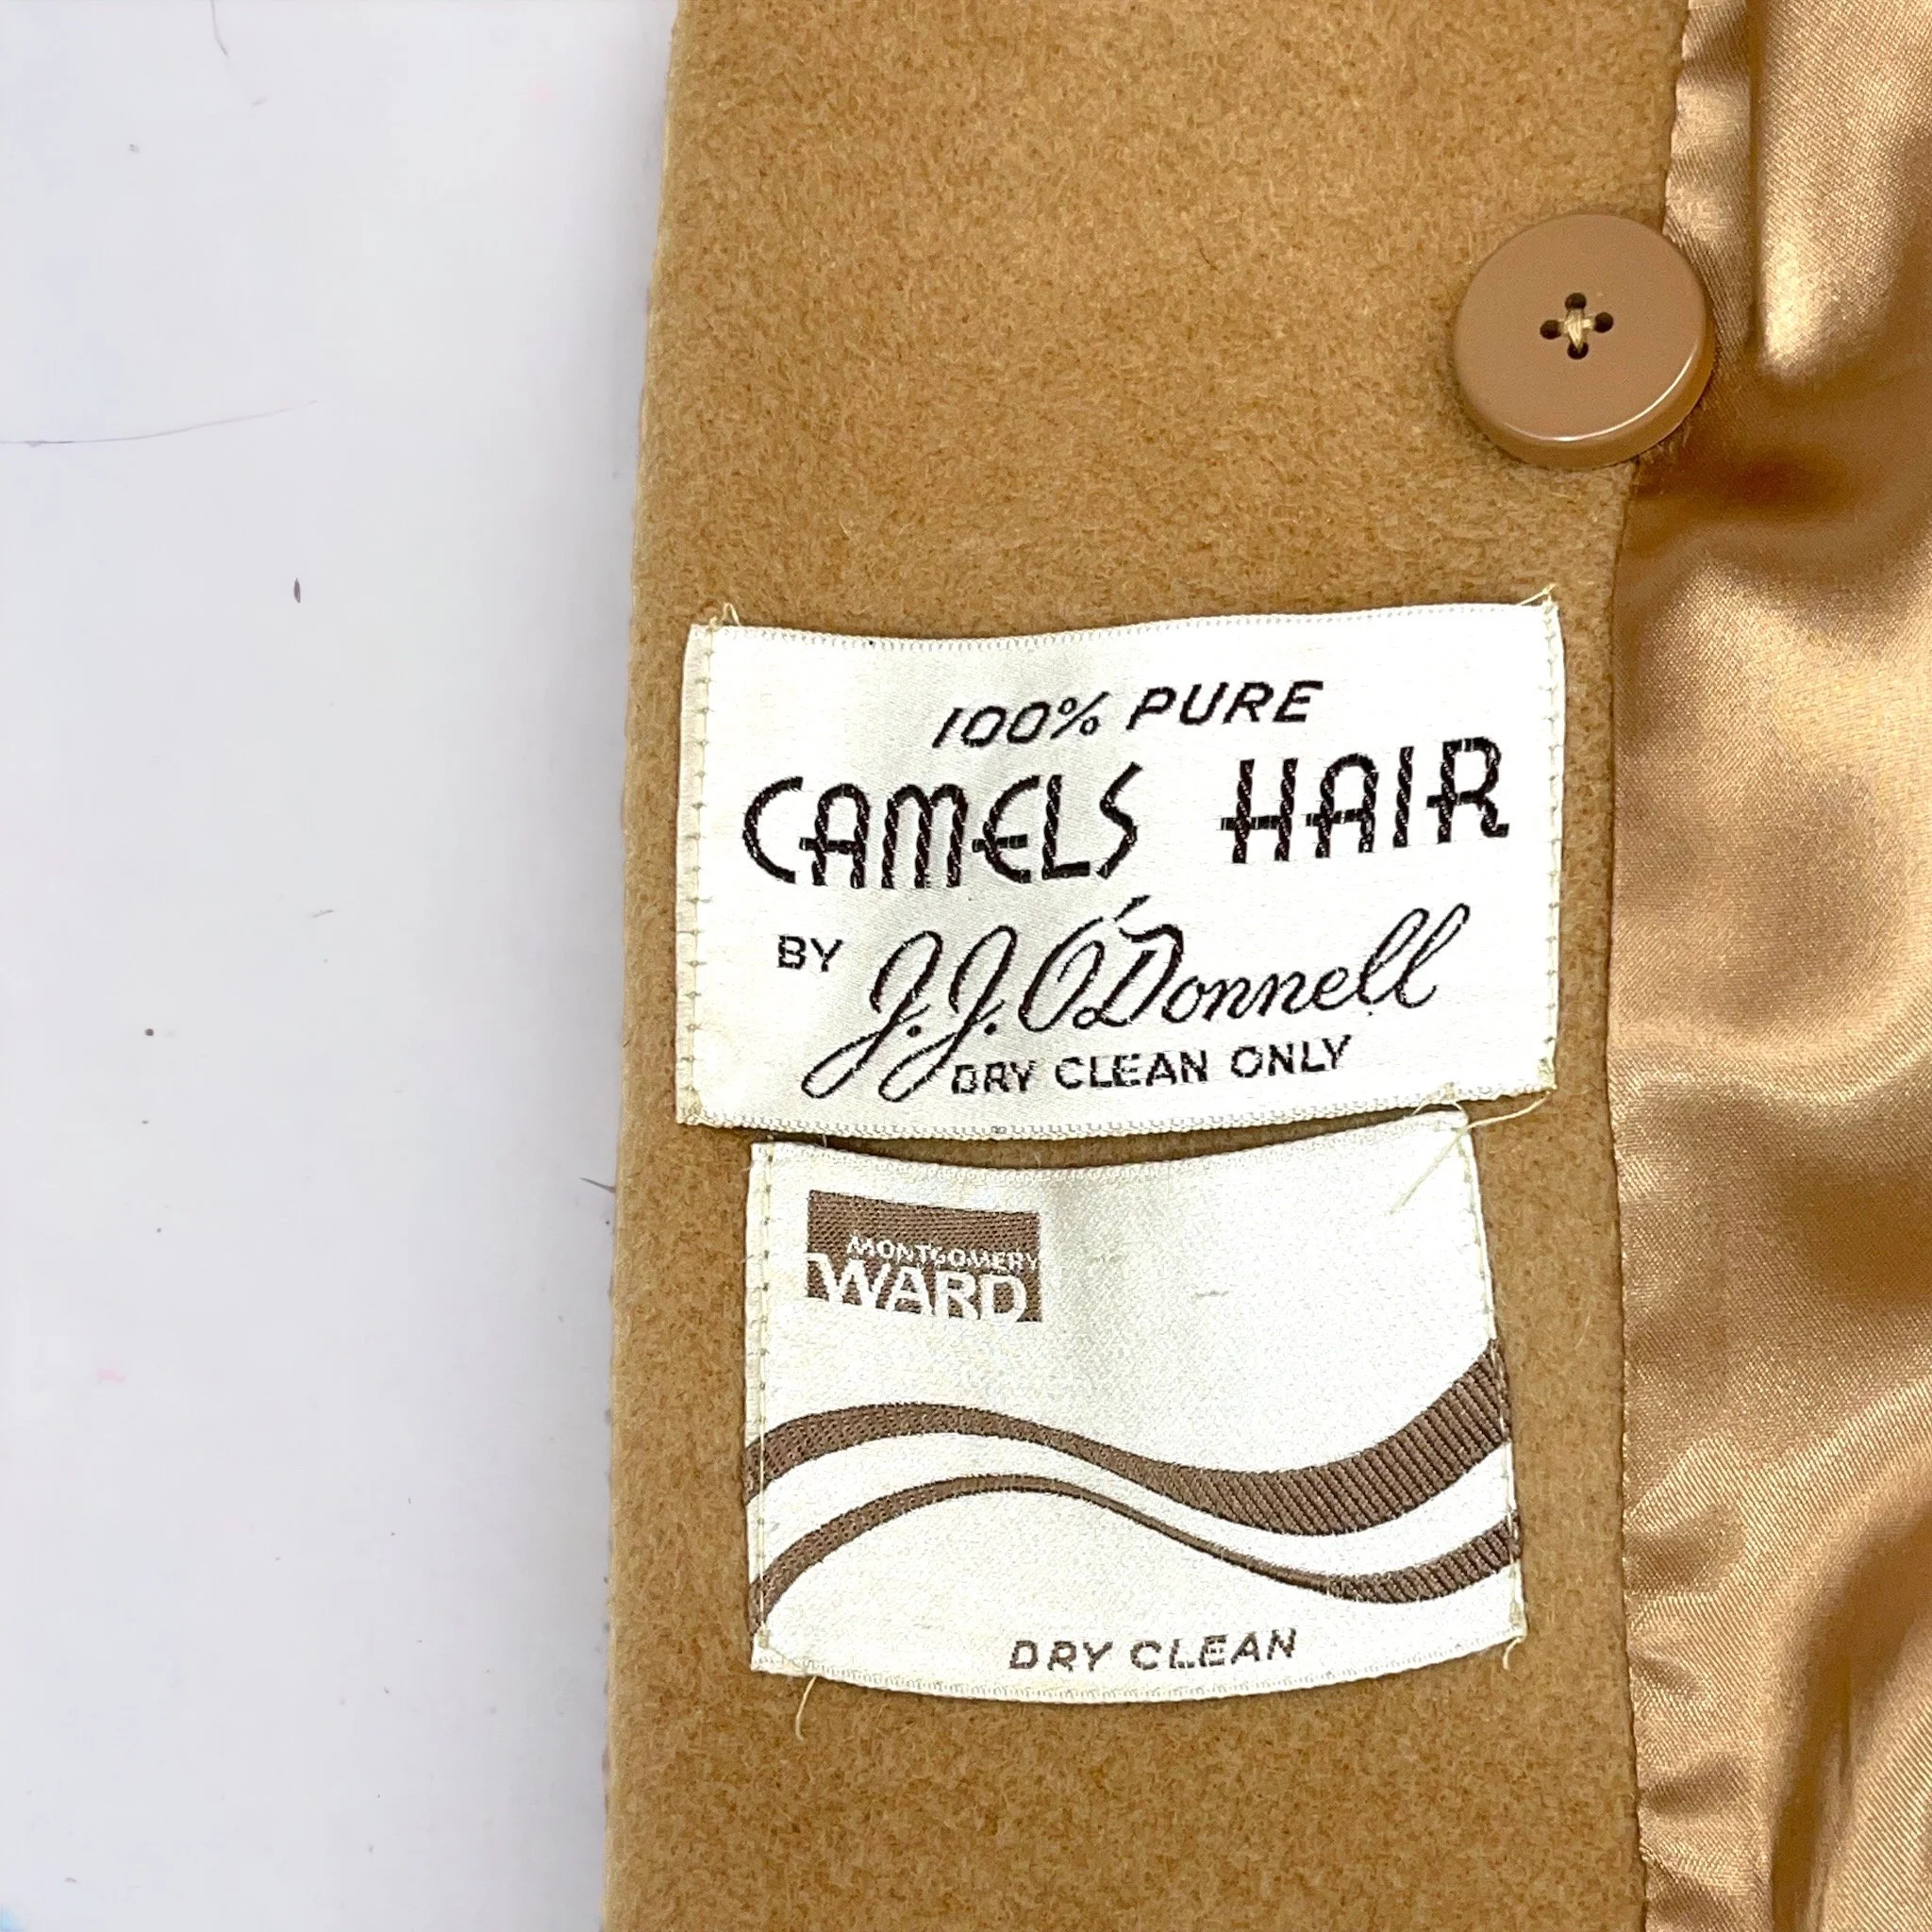 100% PURE
CAMELS HAIR
BY J.J. O'Donnell
DRY CLEAN ONLY
MONTGOMERY
WARD
DRY CLEAN